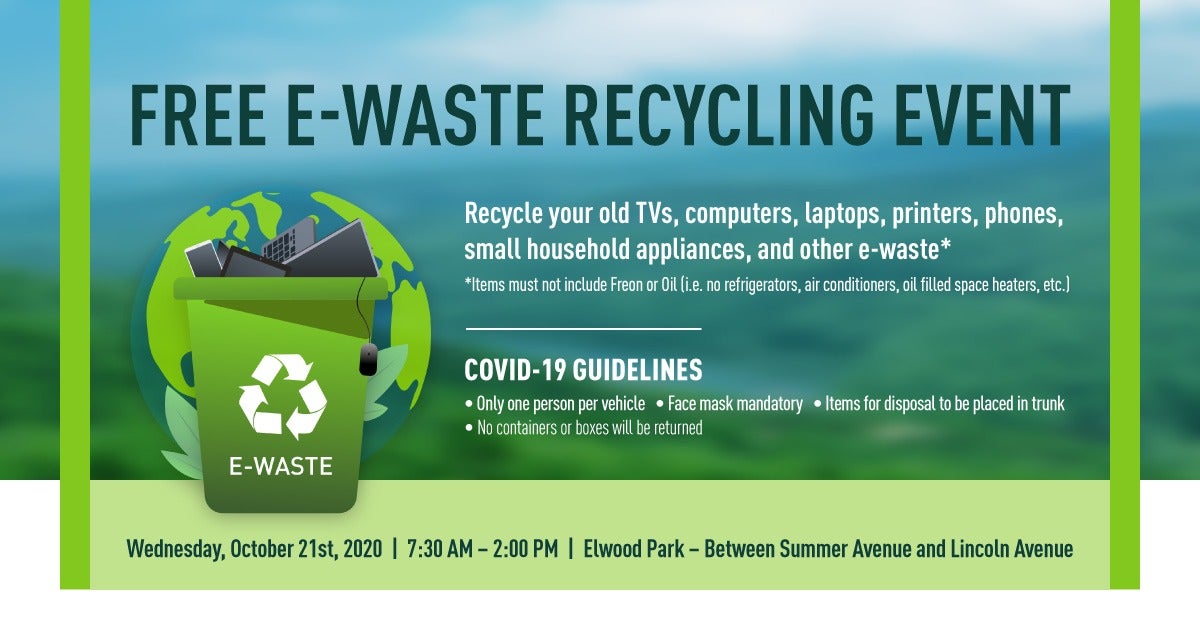 FREE E-WASTE RECYCLING EVENT
Recycle your old TVs, computers, laptops, printers, phones,
small household appliances, and other e-waste*
*Items must not include Freon or Oil (i.e. no refrigerators, air conditioners, oil filled space heaters, etc.)
COVID-19 GUIDELINES
• Only one person per vehicle • Face mask mandatory • Items for disposal to be placed in trunk
• No containers or boxes will be returned
E-WASTE
Wednesday, October 21st, 2020 | 7:30 AM – 2:00 PM | Elwood Park – Between Summer Avenue and Lincoln Avenue